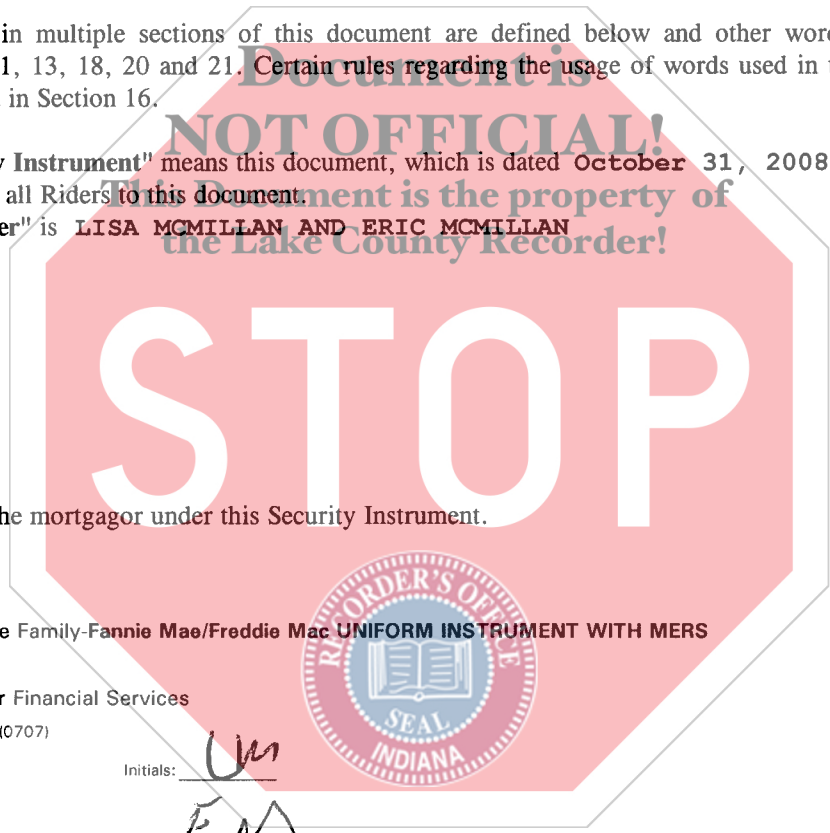 in multiple sections of this document are defined below and other wor
1, 13, 18, 20 and 21. Certain rules regarding the usage of words used in
in Section 16.
Document is
NOT OFFICIAL!
This Document is the property of
the Lake County Recorder!
Instrument" means this document, which is dated October 31, 2008
all Riders to this document.
er" is LISA MCMILLAN AND ERIC MCMILLAN
STOP
he mortgagor under this Security Instrument.
RECORDER'S OFFICE
SEAL
INDIANA
e Family-Fannie Mae/Freddie Mac UNIFORM INSTRUMENT WITH MERS
r Financial Services
(0707)
Initials: LM
EM